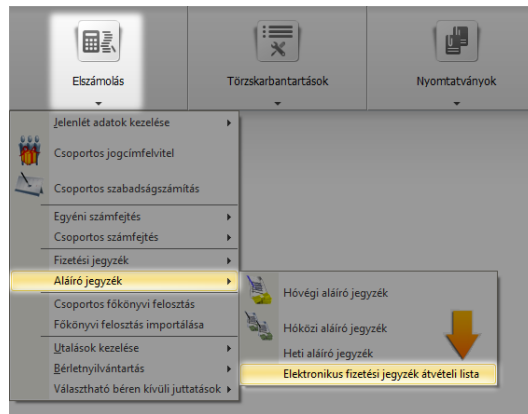 Elszámolás
Törzskarbantartások
Nyomtatványok
Jelenlét adatok kezelése
Csoportos jogcímfelvitel
Csoportos szabadságszámítás
Egyéni számfejtés
Csoportos számfejtés
Fizetési jegyzék
Aláíró jegyzék
Csoportos főkönyvi felosztás
Főkönyvi felosztás importálása
Utalások kezelése
Bérletnyilvántartás
Választható béren kívüli juttatások
Hóvégi aláíró jegyzék
Hóközi aláíró jegyzék
Heti aláíró jegyzék
Elektronikus fizetési jegyzék átvételi lista